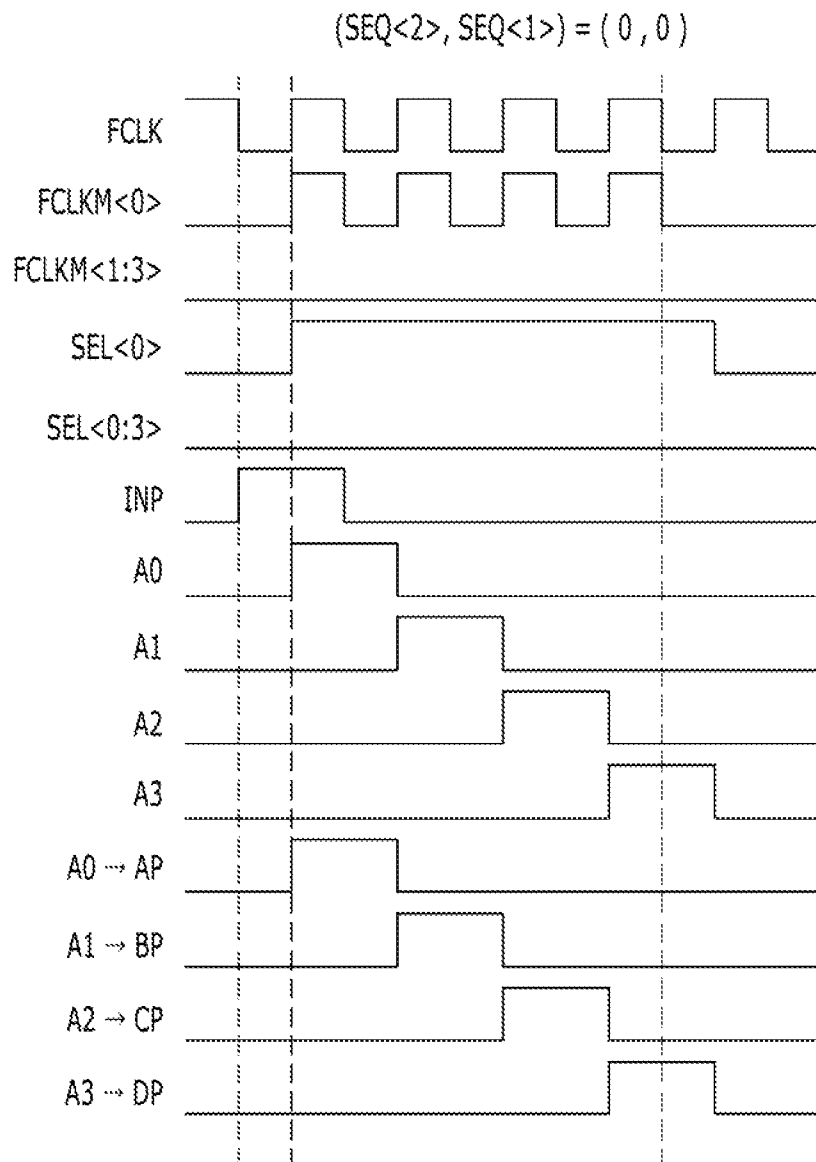 (SEQ<2>, SEQ<1>) = ( 0 , 0 )
FCLK
FCLKM<0>
FCLKM<1:3>
SEL<0>
SEL<0:3>
INP
A0
A1
A2
A3
A0 → AP
A1 → BP
A2 → CP
A3 → DP